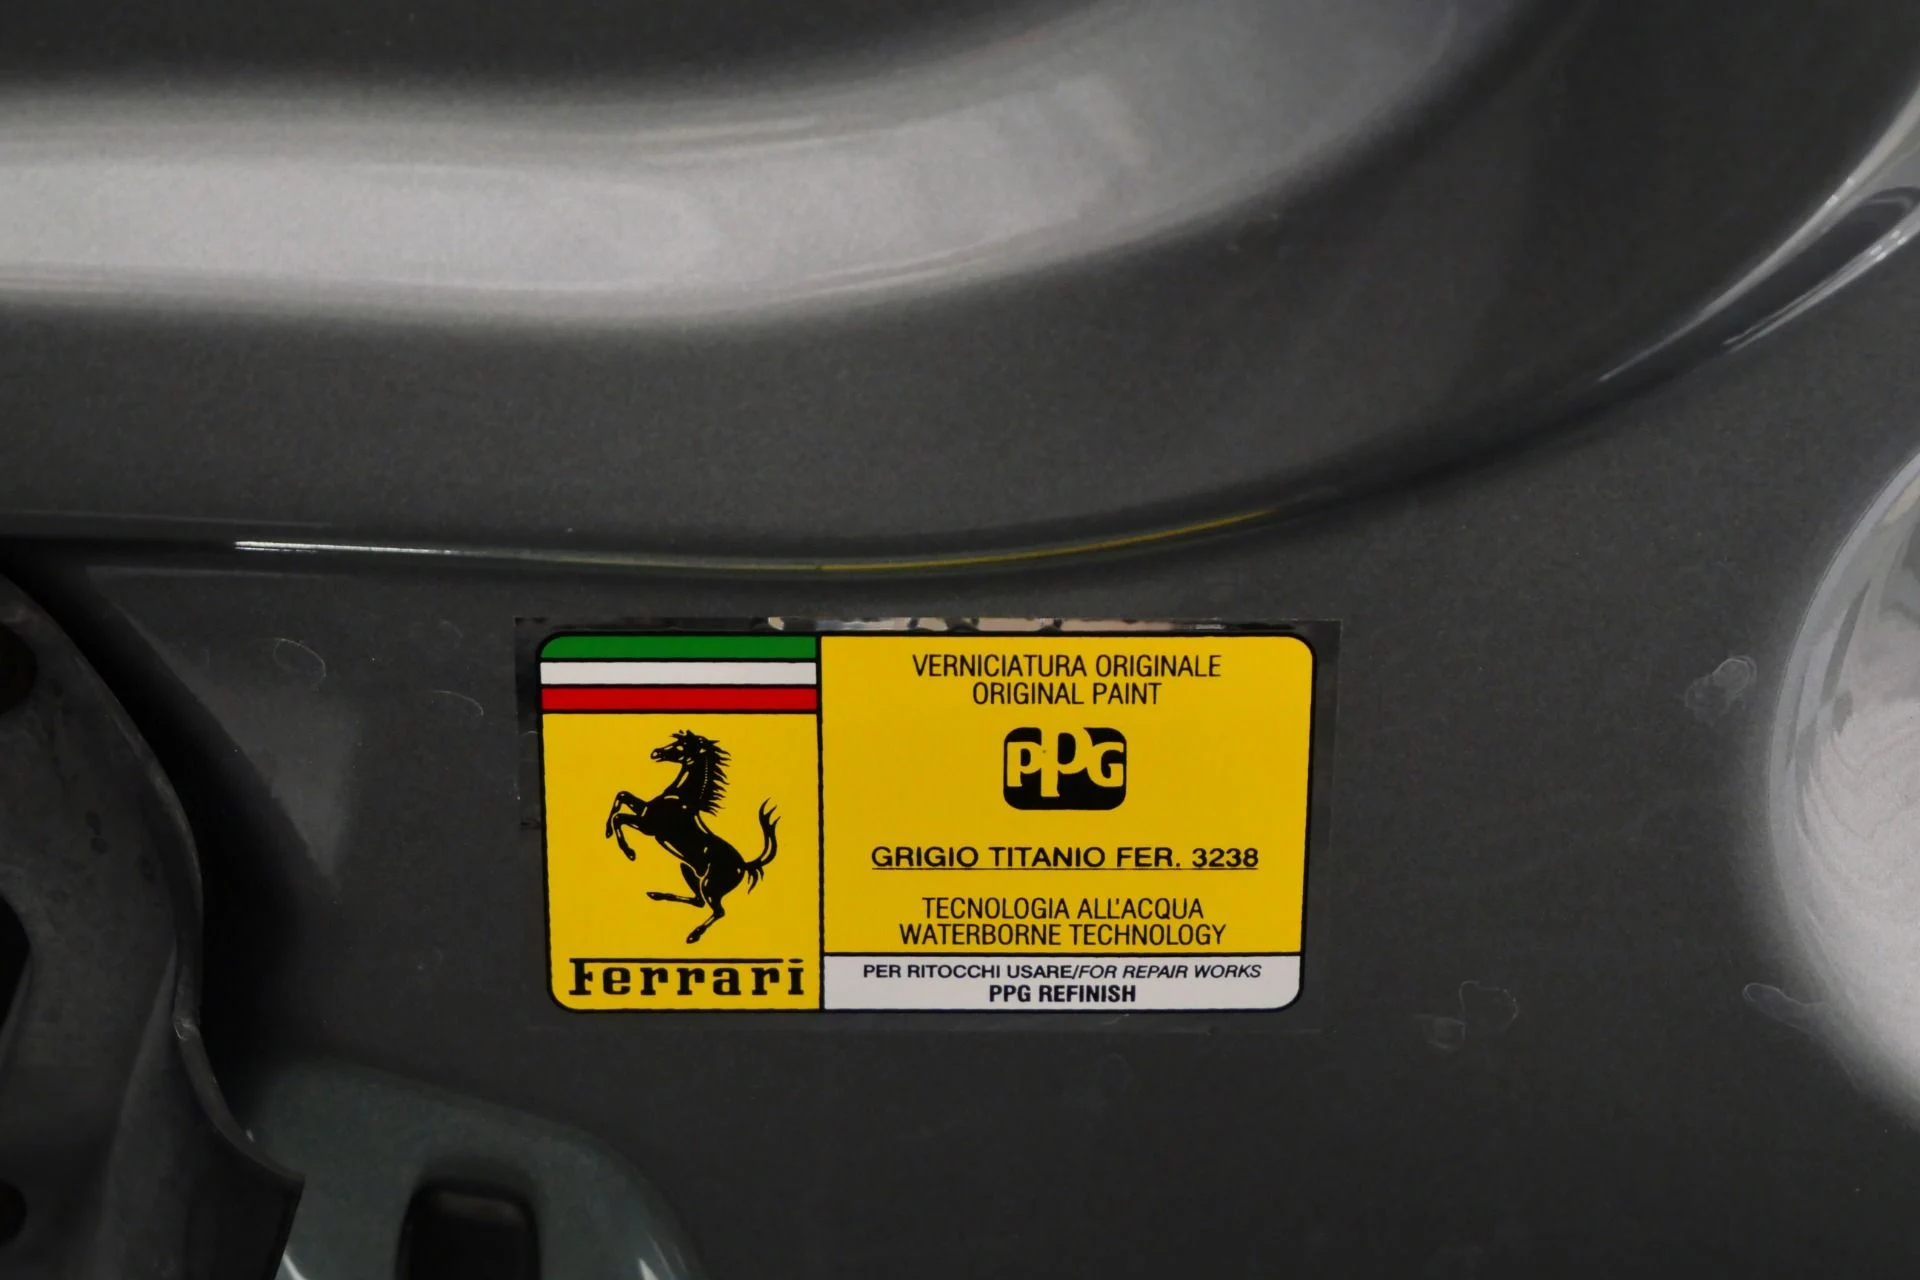 VERNICIATURA ORIGINALE
ORIGINAL PAINT
PPG
GRIGIO TITANIO FER. 3238
TECNOLOGIA ALL'ACQUA
WATERBORNE TECHNOLOGY
Ferrari
PER RITOCCHI USARE/FOR REPAIR WORKS
PPG REFINISH